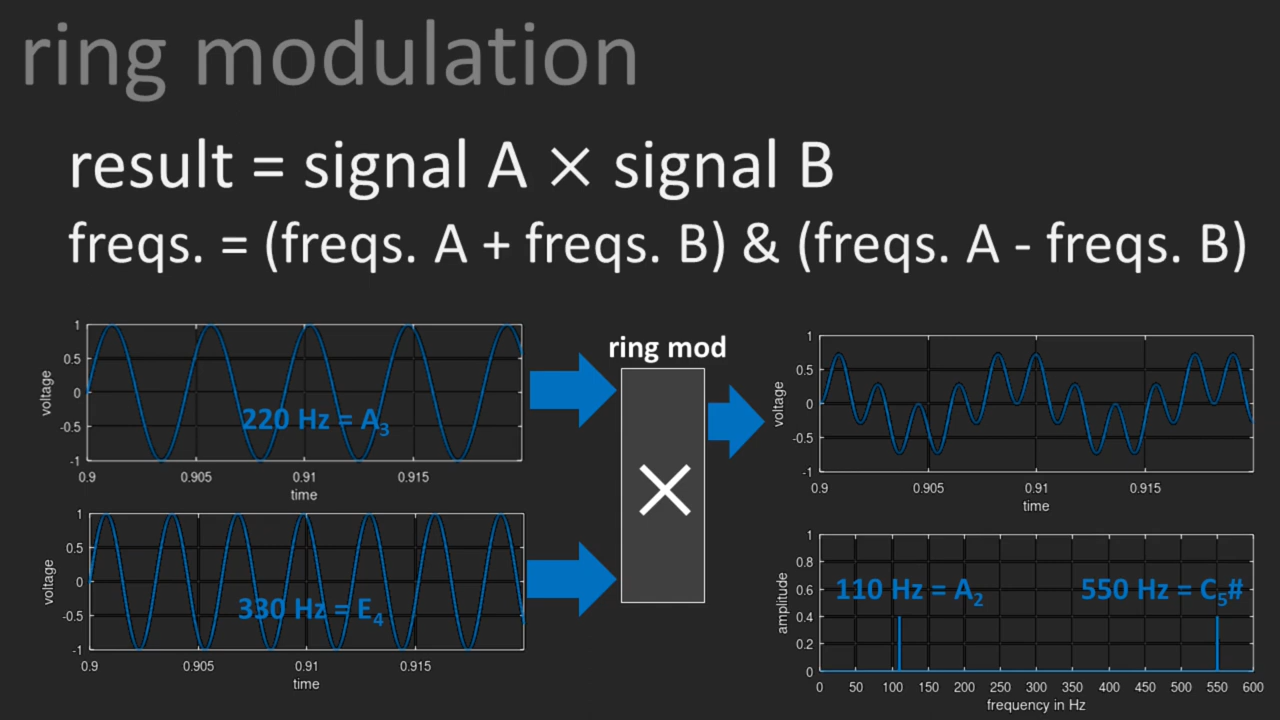 ring modulation
result = signal A × signal B
freqs. = (freqs. A + freqs. B) & (freqs. A - freqs. B)
1
0.5
0
-0.5
-1
voltage
220 Hz = A3
0.9 0.905 0.91 0.915
time
1
0.5
0
-0.5
-1
voltage
330 Hz = E4
0.9 0.905 0.91 0.915
time
ring mod
×
1
0.5
0
-0.5
-1
voltage
0.9 0.905 0.91 0.915
time
1
0.8
0.6
0.4
0.2
0
amplitude
110 Hz = A2 550 Hz = C5#
0 50 100 150 200 250 300 350 400 450 500 550 600
frequency in Hz